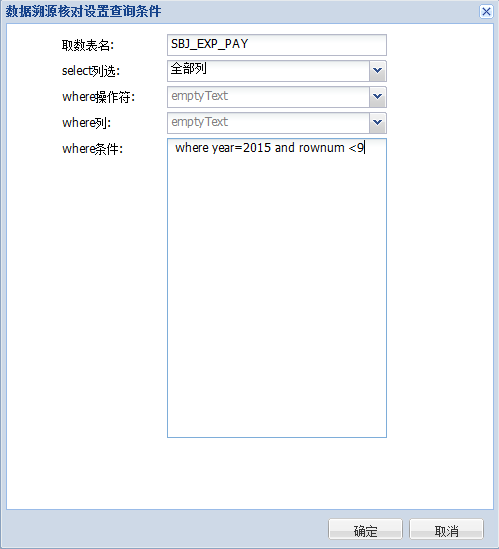 数据溯源核对设置查询条件
取数表名: SBJ_EXP_PAY
select列选: 全部列
where操作符: emptyText
where列: emptyText
where条件: where year=2015 and rownum <9
确定 取消